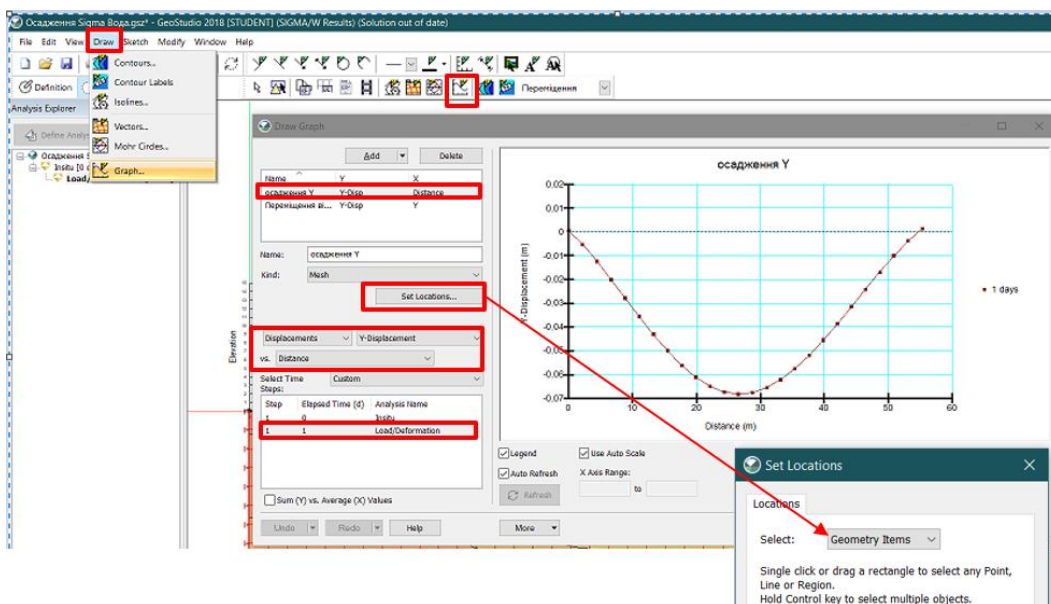 Осадження Sigma Вода.gsz* - GeoStudio 2018 [STUDENT] (SIGMA/W Results) (Solution out of date)
File Edit View Draw Sketch Modify Window Help
Contours...
Definition
Contour Labels
Переміщення
Analysis Explorer
Isolines...
Vectors...
Mohr Circles...
Graph...
Draw Graph
Add Delete
Name Y X
осадження Y Y-Disp Distance
Переміщення ві... Y-Disp Y
Name: осадження Y
Kind: Mesh
Set Locations...
Displacements Y-Displacement
vs. Distance
Select Time Steps: Custom
Step Elapsed Time (d) Analysis Name
1 0 Insitu
1 1 Load/Deformation
Sum (Y) vs. Average (X) Values
Undo Redo Help
Elevation
осадження Y
Y-Displacement (m)
0.02
0.01
0
-0.01
-0.02
-0.03
-0.04
-0.05
-0.06
-0.07
0 10 20 30 40 50 60
Distance (m)
1 days
Legend Use Auto Scale
Auto Refresh X Axis Range:
Refresh to
More
Set Locations
Locations
Select: Geometry Items
Single click or drag a rectangle to select any Point,
Line or Region.
Hold Control key to select multiple objects.